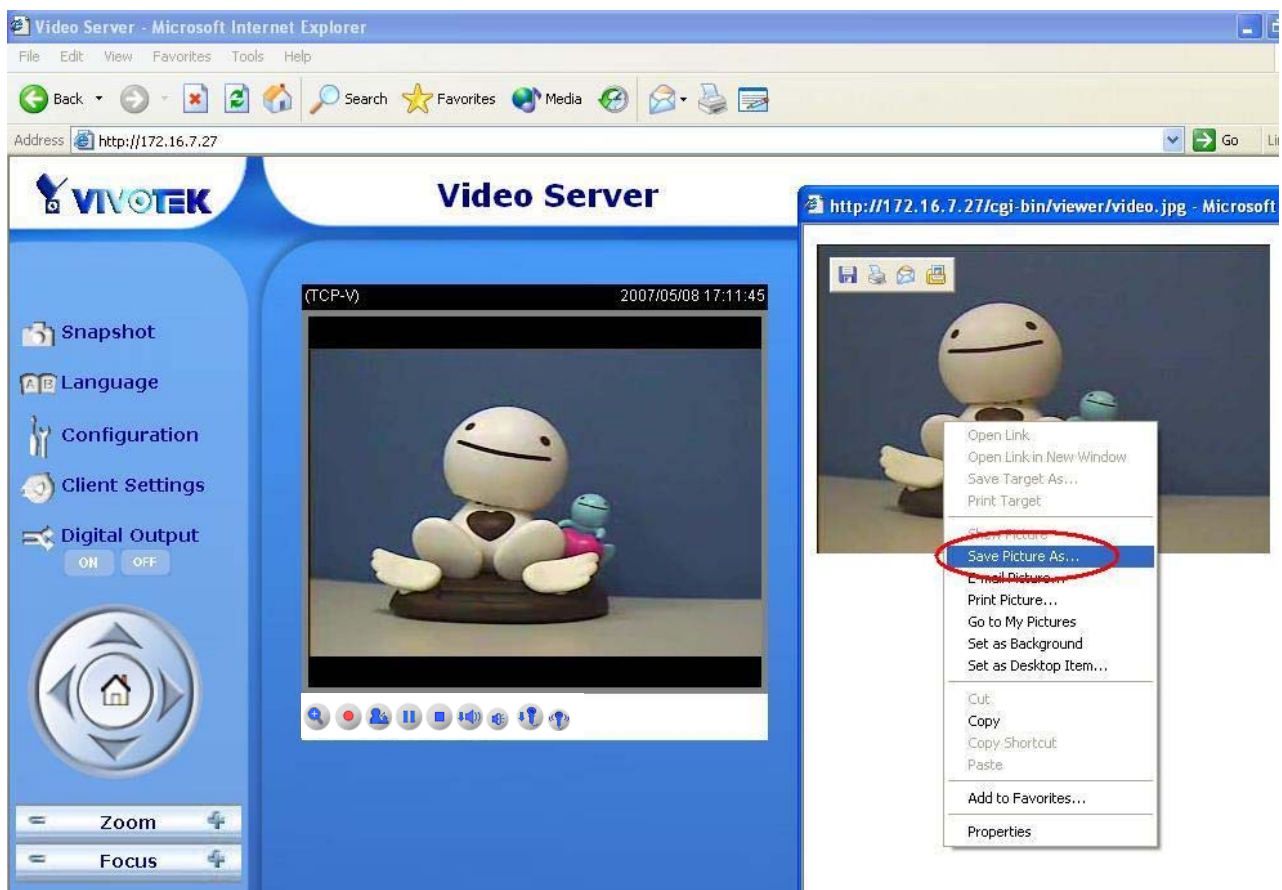 Video Server - Microsoft Internet Explorer
File Edit View Favorites Tools Help
Back Search Favorites Media
Address http://172.16.7.27 Go
VIVOTEK
Video Server
Snapshot
A B Language
Configuration
Client Settings
Digital Output
ON OFF
Zoom
Focus
(TCP-V) 2007/05/08 17:11:45
http://172.16.7.27/cgi-bin/viewer/video.jpg - Microsoft
Open Link
Open Link in New Window
Save Target As...
Print Target
Show Picture
Save Picture As...
E-mail Picture...
Print Picture...
Go to My Pictures
Set as Background
Set as Desktop Item...
Cut
Copy
Copy Shortcut
Paste
Add to Favorites...
Properties